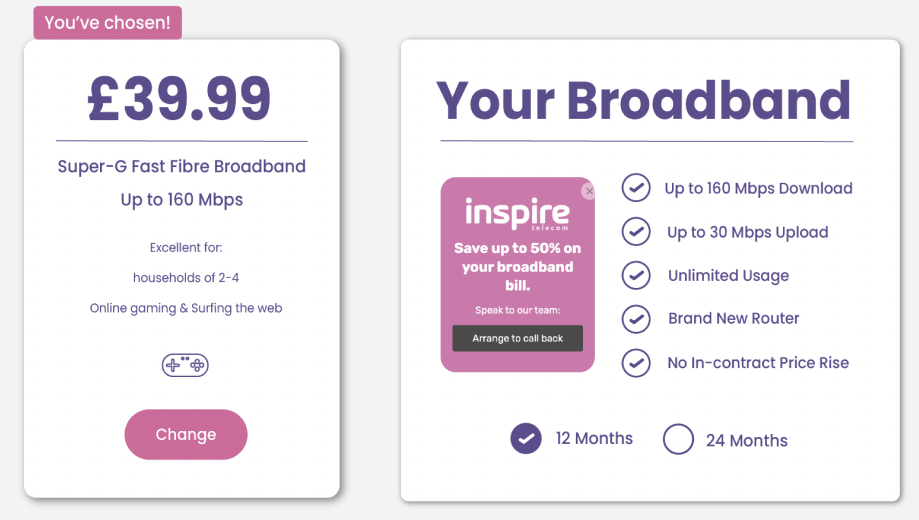 You've chosen!
£39.99
Super-G Fast Fibre Broadband
Up to 160 Mbps
Excellent for:
households of 2-4
Online gaming & Surfing the web
Change
Your Broadband
inspire
telecom
Save up to 50% on
your broadband
bill.
Speak to our team:
Arrange to call back
Up to 160 Mbps Download
Up to 30 Mbps Upload
Unlimited Usage
Brand New Router
No In-contract Price Rise
12 Months
24 Months